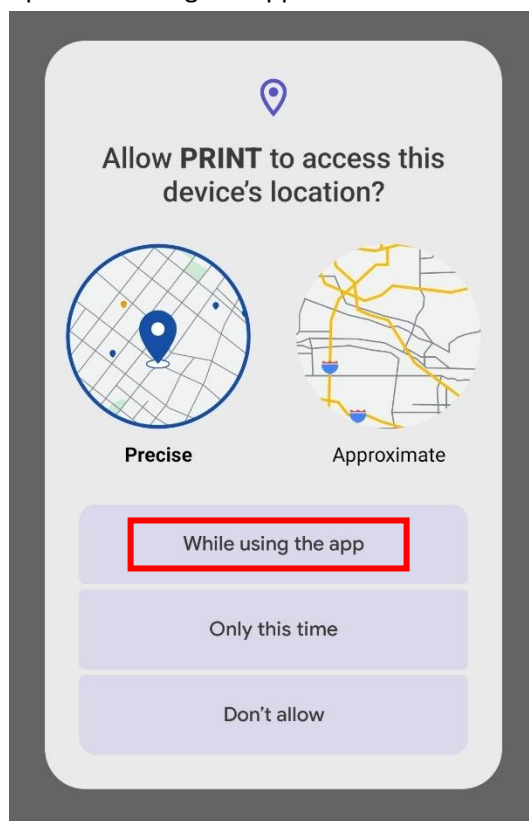 Allow PRINT to access this
device's location?
Precise
Approximate
While using the app
Only this time
Don't allow